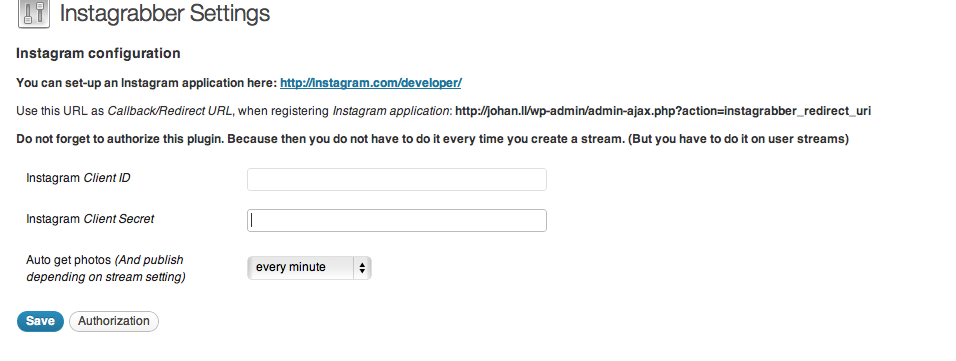 Instagrabber Settings
Instagram configuration
You can set-up an Instagram application here: http://instagram.com/developer/
Use this URL as Callback/Redirect URL, when registering Instagram application: http://johan.ll/wp-admin/admin-ajax.php?action=instagrabber_redirect_uri
Do not forget to authorize this plugin. Because then you do not have to do it every time you create a stream. (But you have to do it on user streams)
Instagram Client ID
Instagram Client Secret
Auto get photos (And publish
depending on stream setting)
every minute
Save Authorization